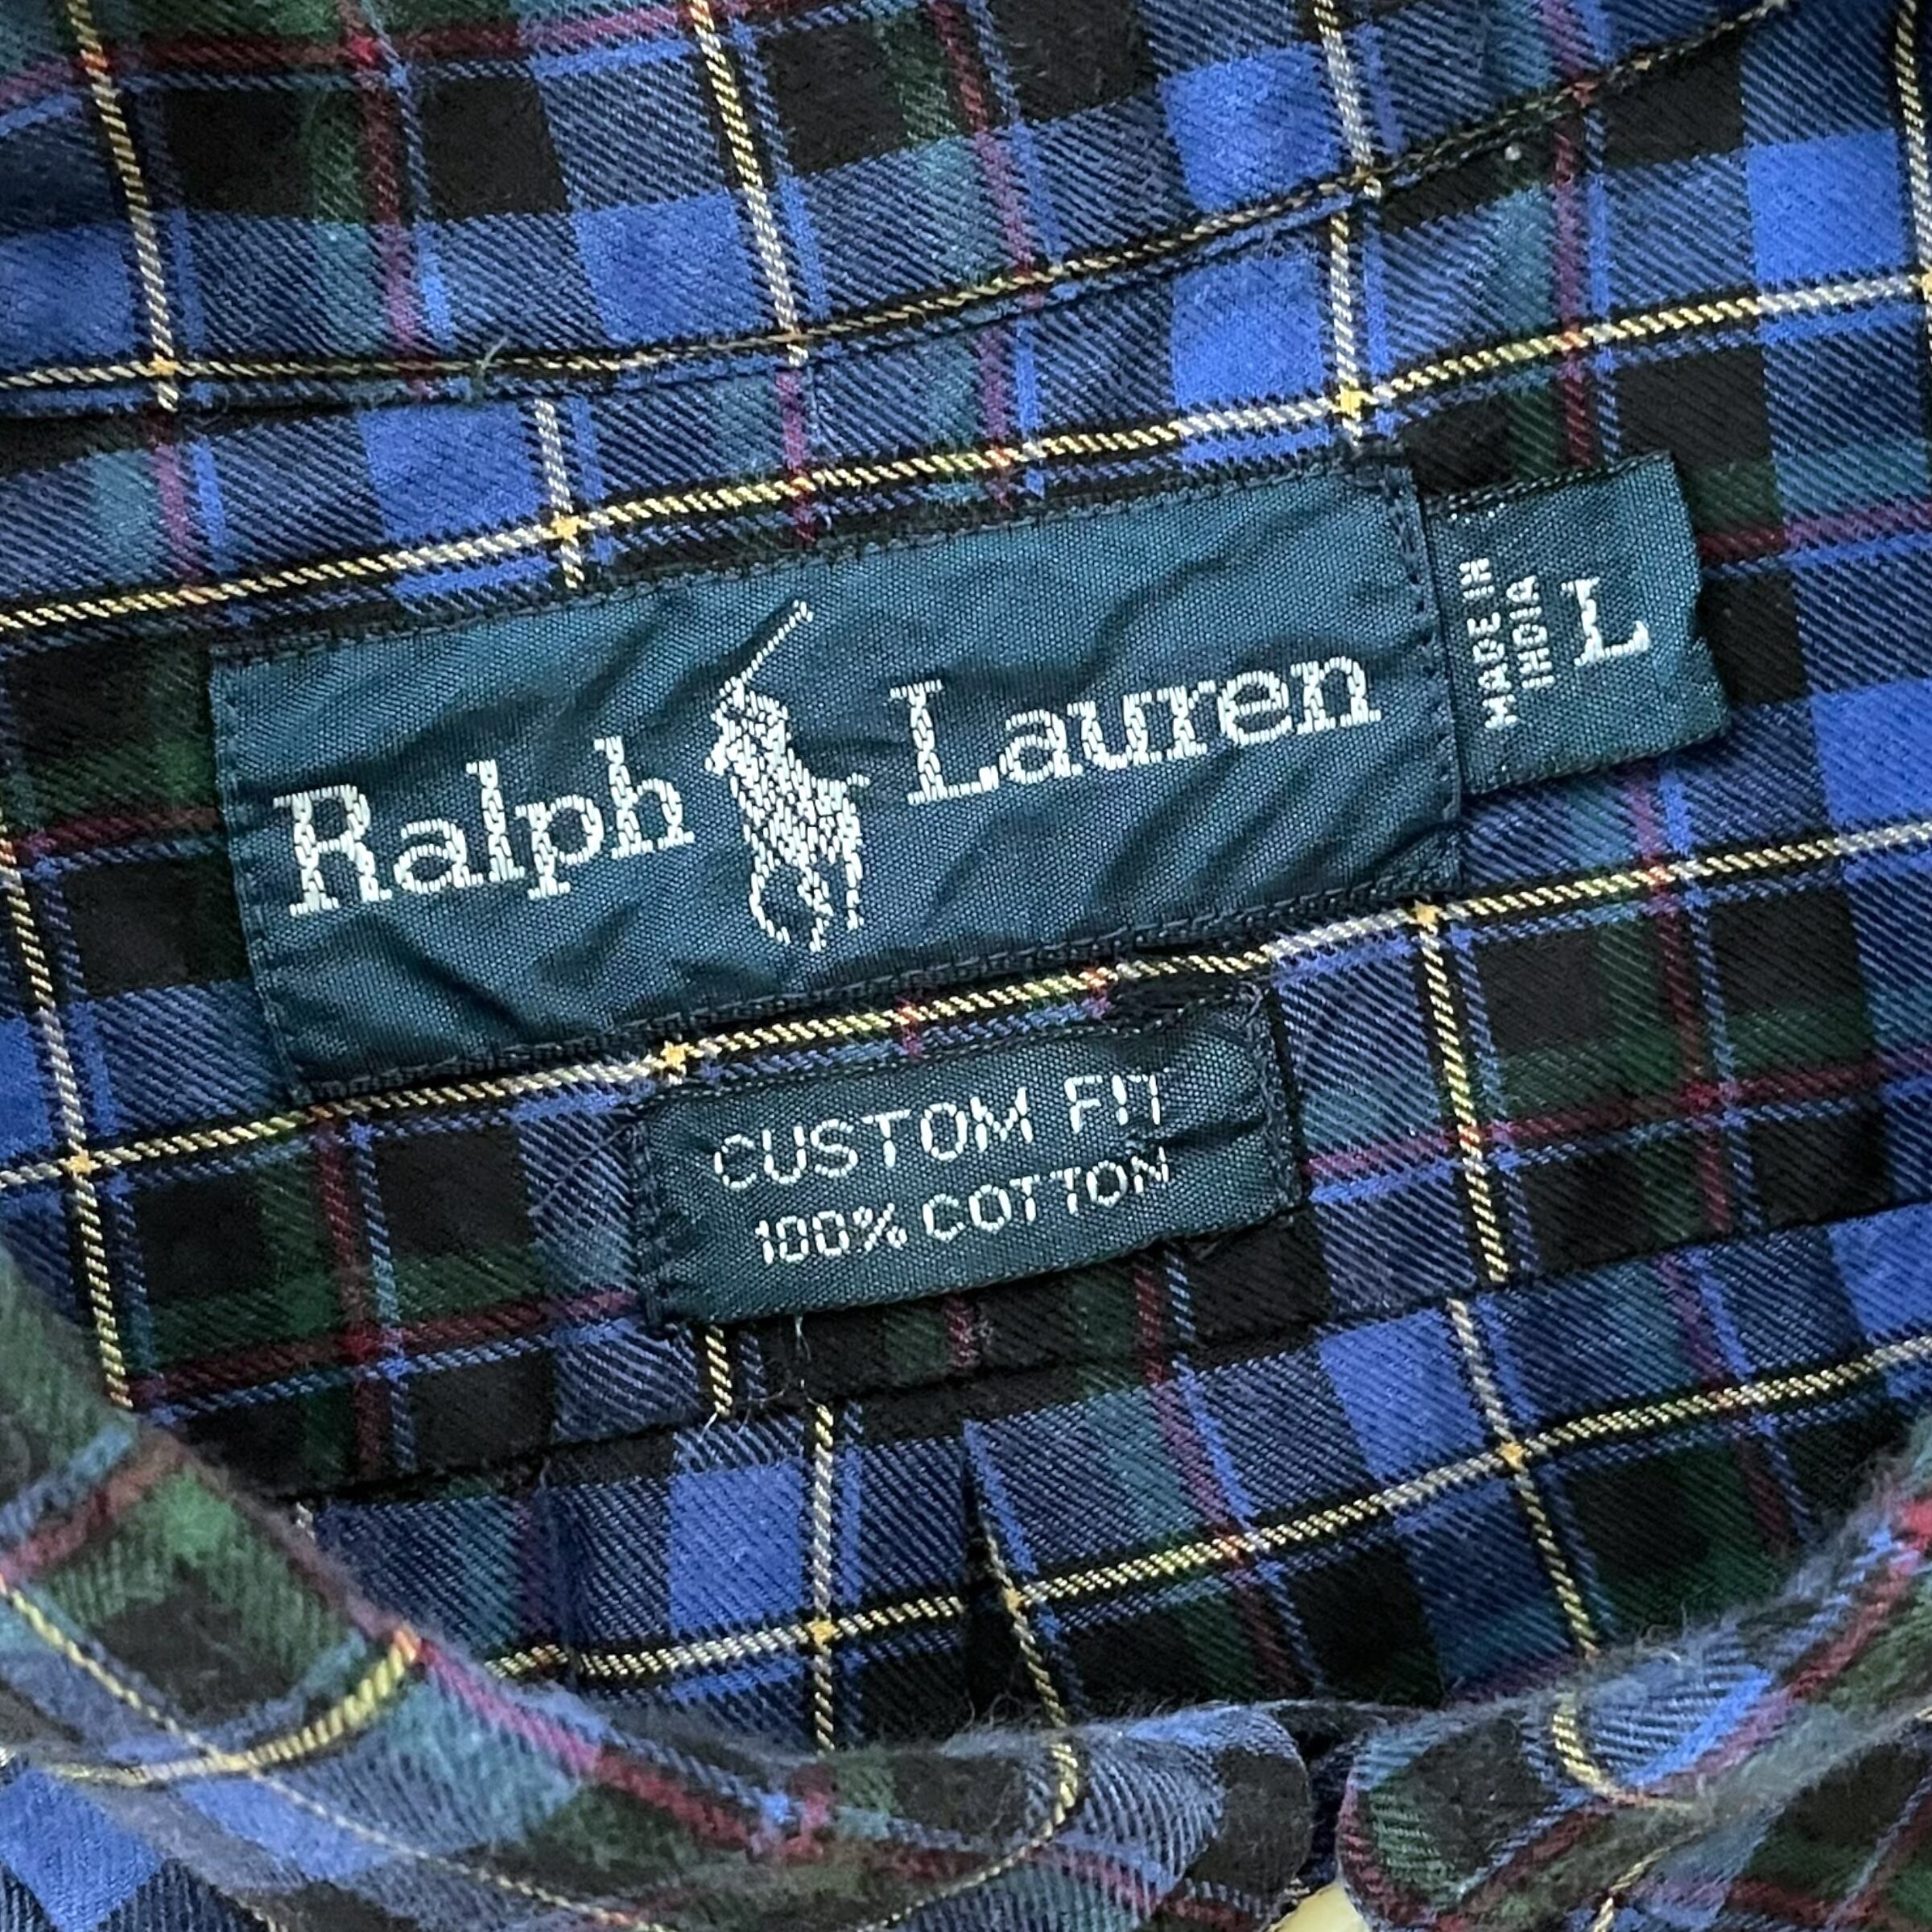 Ralph Lauren
MADE IN
INDIA
L
CUSTOM FIT
100% COTTON